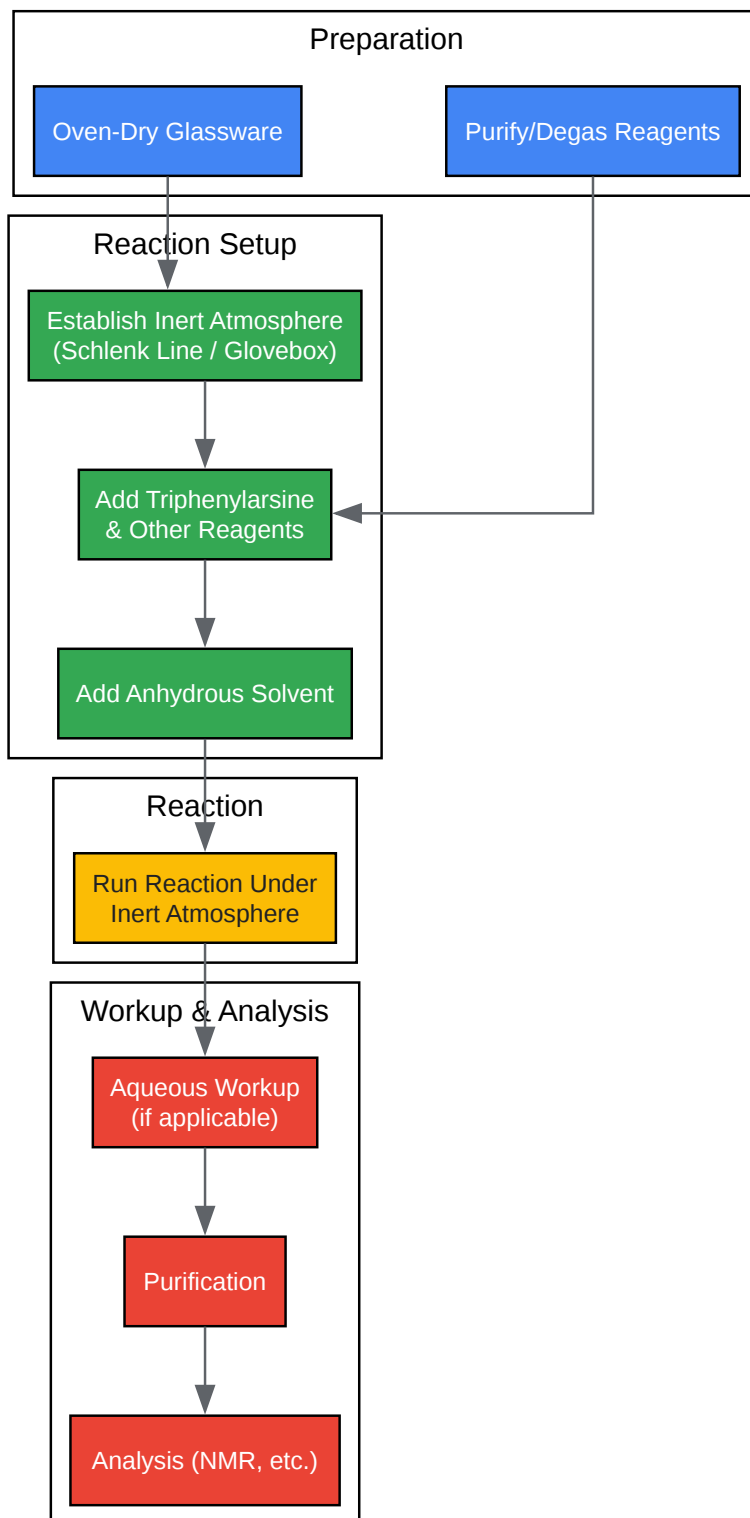 Preparation
Oven-Dry Glassware
Purify/Degas Reagents
Reaction Setup
Establish Inert Atmosphere
(Schlenk Line / Glovebox)
Add Triphenylarsine
& Other Reagents
Add Anhydrous Solvent
Reaction
Run Reaction Under
Inert Atmosphere
Workup & Analysis
Aqueous Workup
(if applicable)
Purification
Analysis (NMR, etc.)